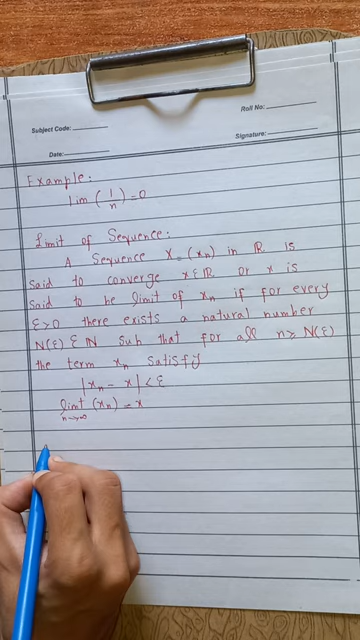 Roll No:
Subject Code:
Signature:
Date:
Example:
lim (1/n) = 0
Limit of Sequence:
A Sequence X = (xn) in ℝ is
said to converge x ∈ ℝ or x is
said to be limit of xn if for every
ε>0 there exists a natural number
N(ε) ∈ ℕ suh that for all n ≥ N(ε)
the term xn satisfy
|xn - x| < ε
limit (xn) = x
n→∞